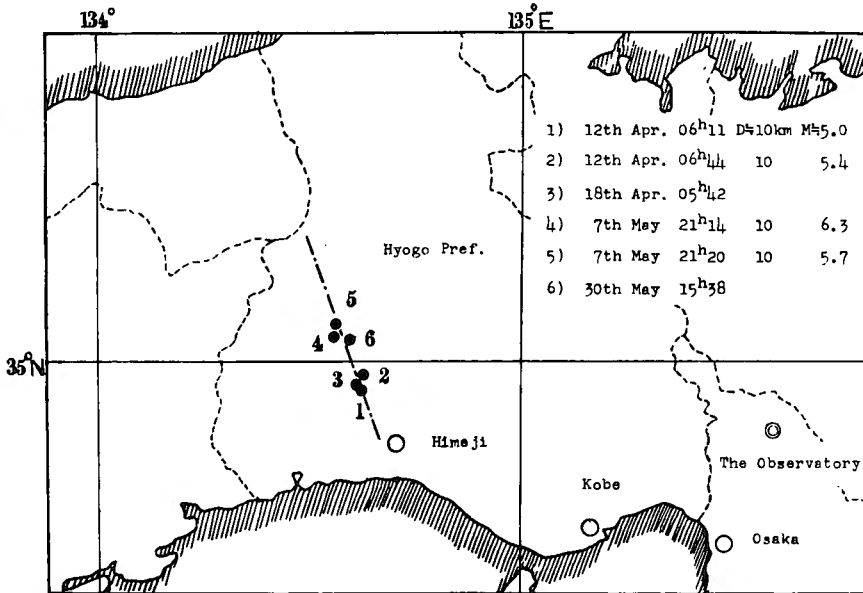 134° 135°E
1) 12th Apr. 06h11 D≒10km M≒5.0
2) 12th Apr. 06h44 10 5.4
3) 18th Apr. 05h42
4) 7th May 21h14 10 6.3
5) 7th May 21h20 10 5.7
6) 30th May 15h38
Hyogo Pref.
5
4 6
35°N
2
3
1
Himeji
The Observatory
Kobe
Osaka